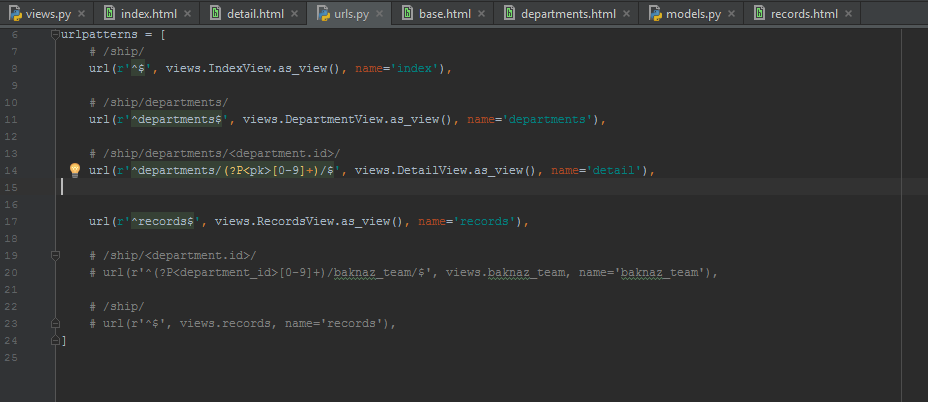 views.py × index.html × detail.html × urls.py × base.html × departments.html × models.py × records.html ×
6 urlpatterns = [
7 # /ship/
8 url(r'^$', views.IndexView.as_view(), name='index'),
9
10 # /ship/departments/
11 url(r'^departments$', views.DepartmentView.as_view(), name='departments'),
12
13 # /ship/departments/<department.id>/
14 url(r'^departments/(?P<pk>[0-9]+)/$', views.DetailView.as_view(), name='detail'),
15
16
17 url(r'^records$', views.RecordsView.as_view(), name='records'),
18
19 # /ship/<department.id>/
20 # url(r'^(?P<department_id>[0-9]+)/baknaz_team/$', views.baknaz_team, name='baknaz_team'),
21
22 # /ship/
23 # url(r'^$', views.records, name='records'),
24 ]
25